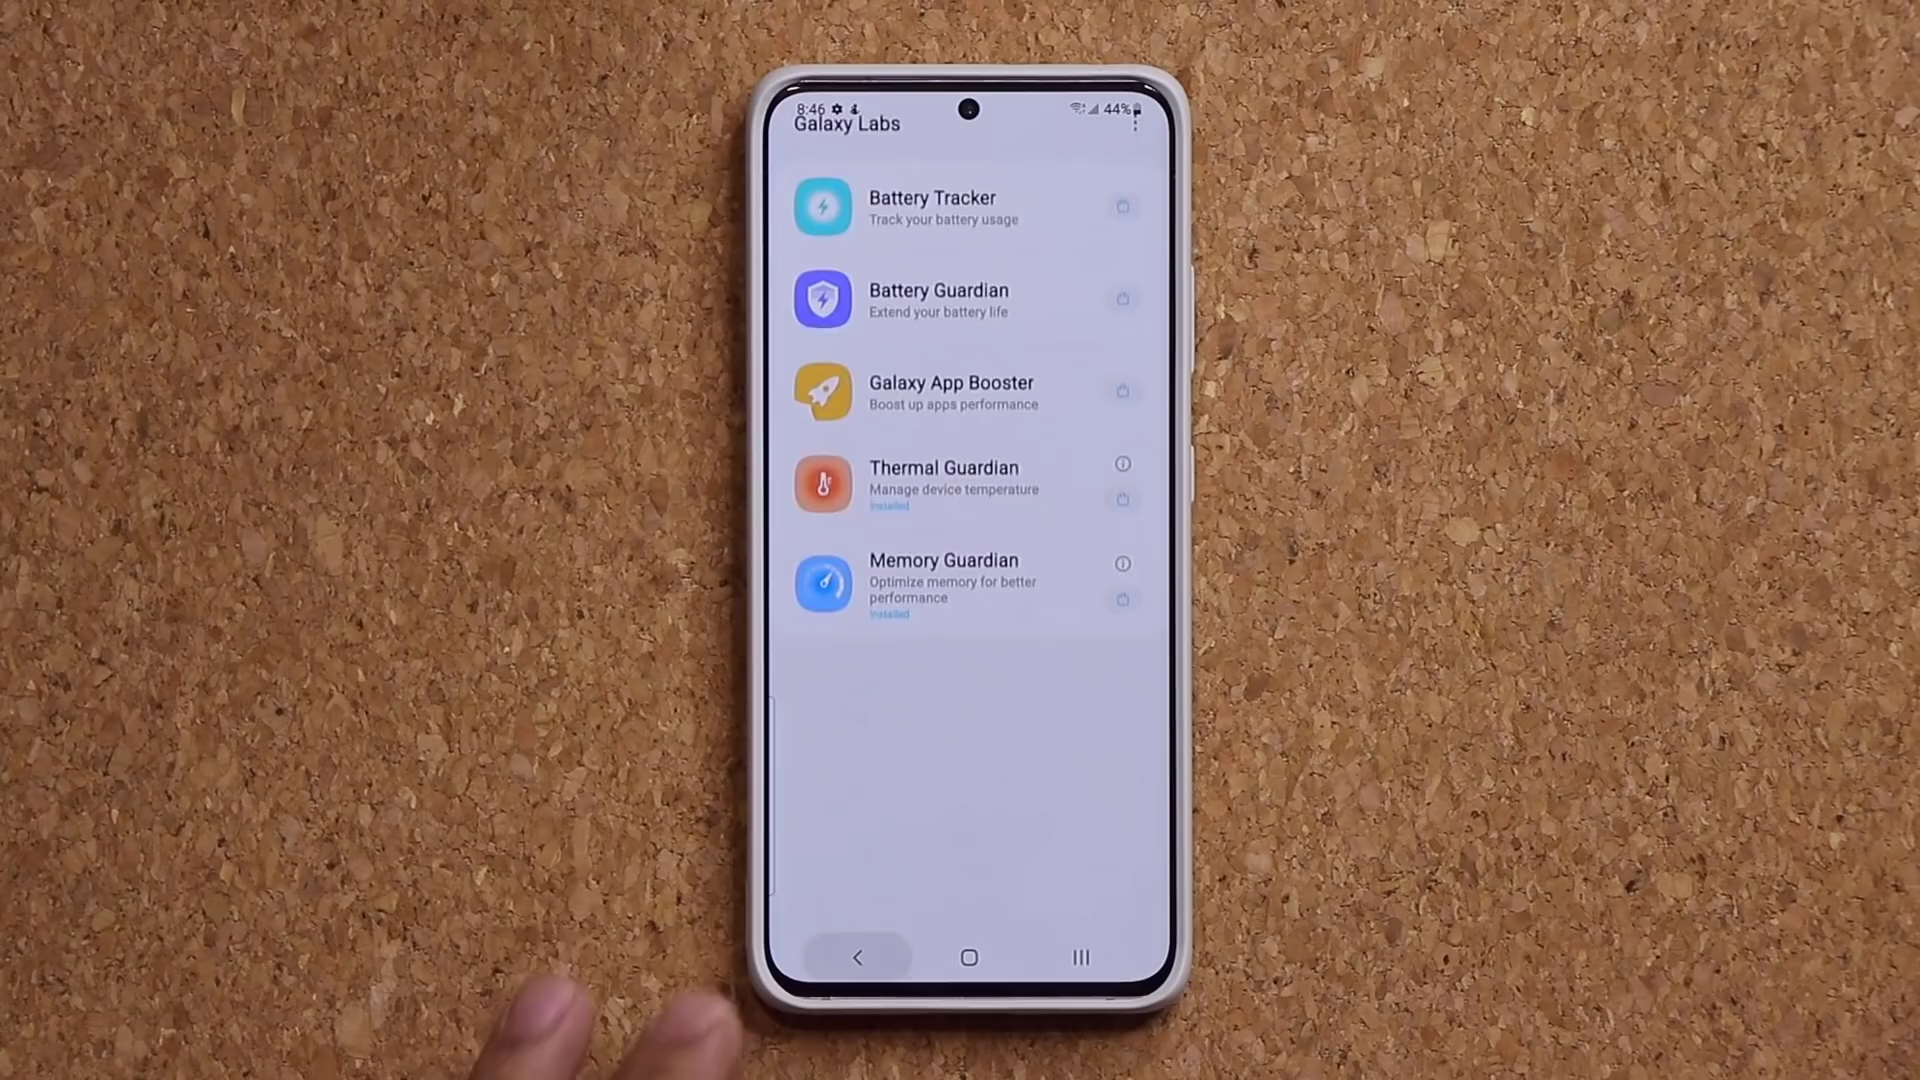 8:46 44%
Galaxy Labs
Battery Tracker
Track your battery usage
Battery Guardian
Extend your battery life
Galaxy App Booster
Boost up apps performance
Thermal Guardian
Manage device temperature
Installed
Memory Guardian
Optimize memory for better
performance
Installed